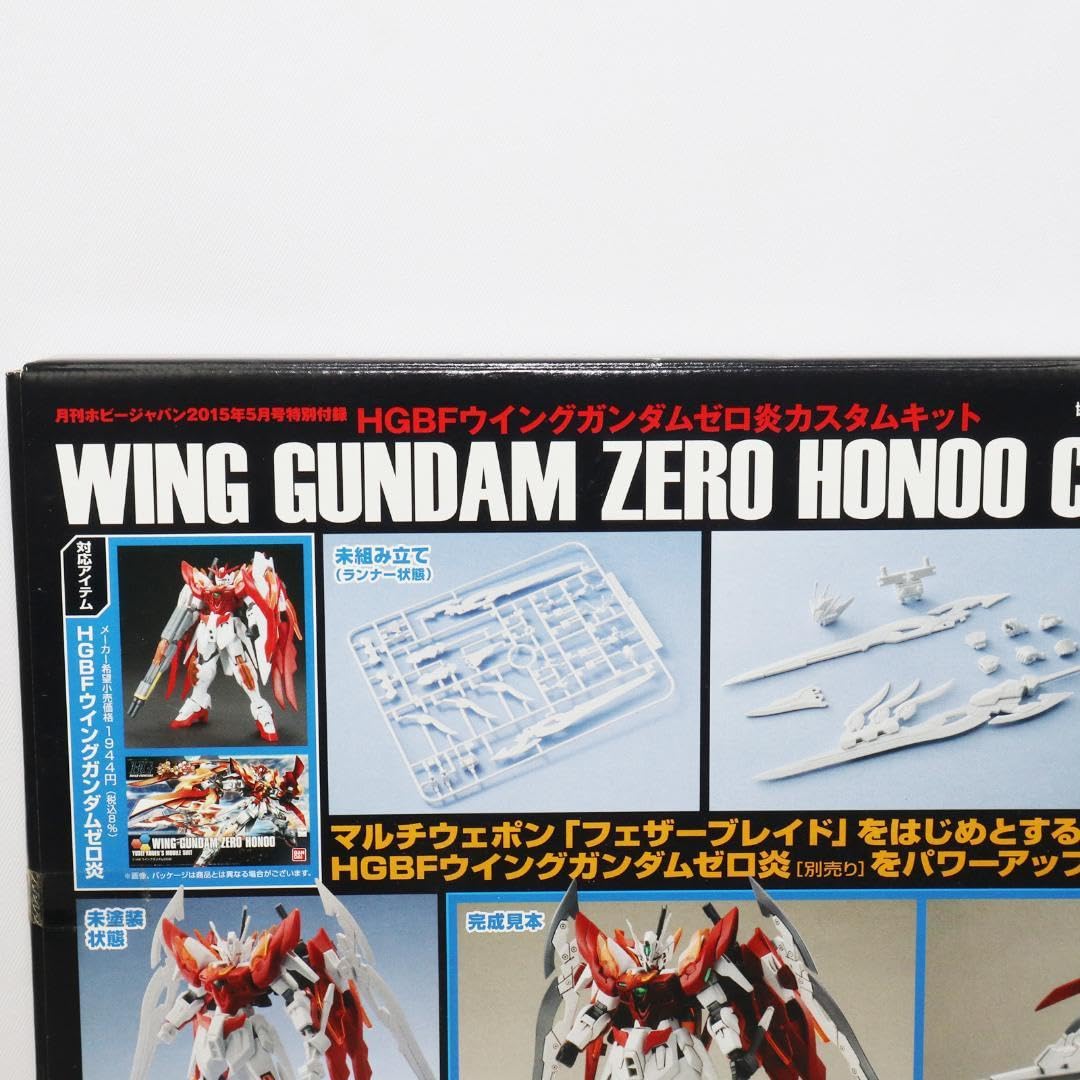 月刊ホビージャパン2015年5月号特別付録 HGBFウイングガンダムゼロ炎カスタムキット
WING GUNDAM ZERO HONOO C
対応アイテム
HGBFウイングガンダムゼロ炎
メーカー希望小売価格 1944円(税込8%)
WING GUNDAM ZERO HONOO
BANDAI
※画像、パッケージは商品とは異なる場合がございます。
未組み立て
(ランナー状態)
マルチウェポン「フェザーブレイド」をはじめとする
HGBFウイングガンダムゼロ炎[別売り]をパワーアップ
未塗装
状態
完成見本